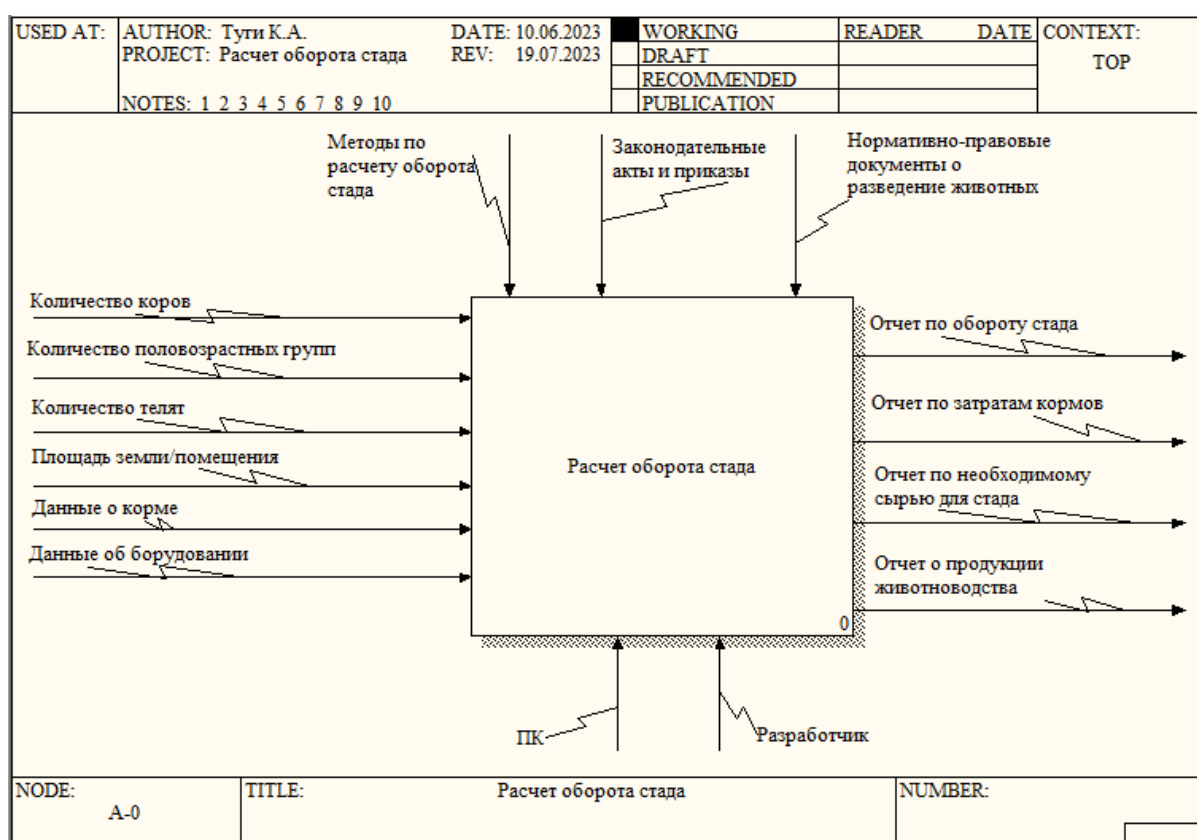 USED AT:
AUTHOR: Тути К.А.
DATE: 10.06.2023
PROJECT: Расчет оборота стада
REV: 19.07.2023
NOTES: 1 2 3 4 5 6 7 8 9 10
WORKING
DRAFT
RECOMMENDED
PUBLICATION
READER
DATE
CONTEXT:
TOP
Методы по
расчету оборота
стада
Законодательные
акты и приказы
Нормативно-правовые
документы о
разведение животных
Количество коров
Количество половозрастных групп
Количество телят
Площадь земли/помещения
Данные о корме
Данные об борудовании
Расчет оборота стада
0
Отчет по обороту стада
Отчет по затратам кормов
Отчет по необходимому
сырью для стада
Отчет о продукции
животноводства
ПК
Разработчик
NODE:
A-0
TITLE:
Расчет оборота стада
NUMBER: